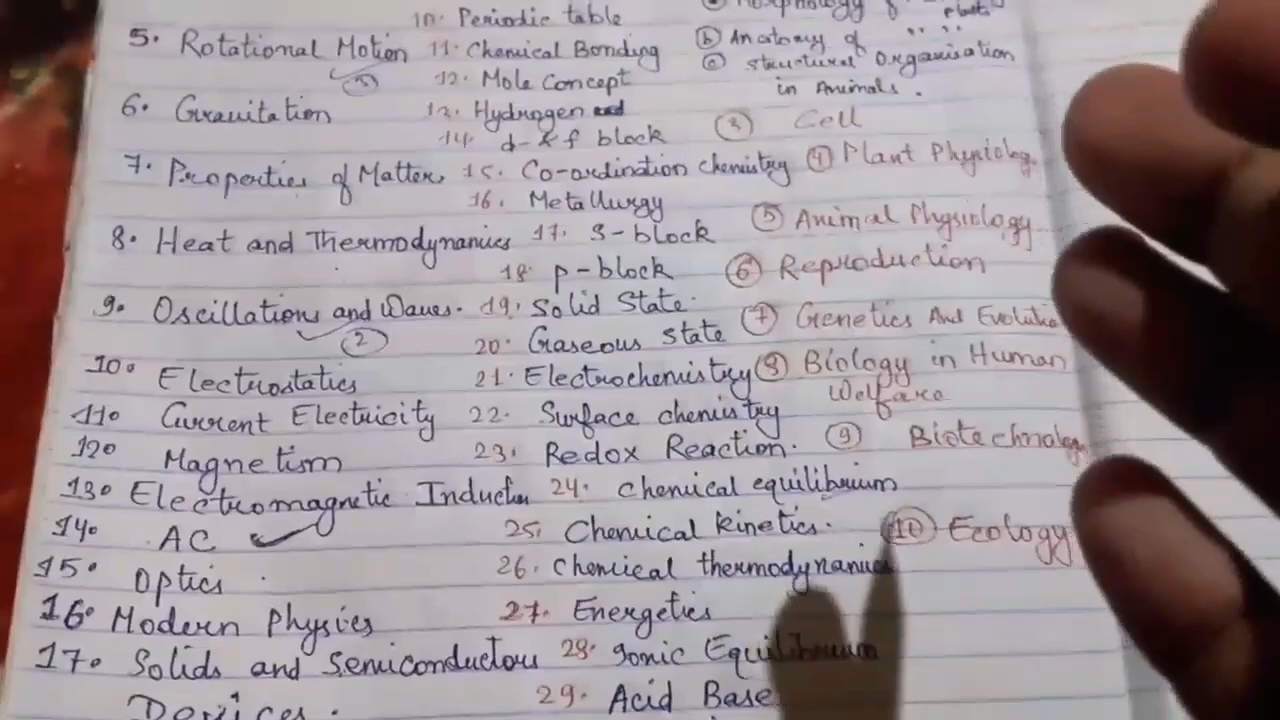 5. Rotational Motion
3
6. Gravitation
7. Properties of Matter
8. Heat and Thermodynamics
9. Oscillations and Waves.
2
10. Electrostatics
11. Current Electricity
12. Magnetism
13. Electromagnetic Induction
14. AC
15. Optics
16. Modern Physics
17. Solids and Semiconductors
Devices.
10. Periodic table
11. Chemical Bonding
12. Mole Concept
13. Hydrogen
14. d- & f block
15. Co-ordination chemistry
16. Metallurgy
17. S-block
18. p-block
19. Solid State.
20. Gaseous State
21. Electrochemistry
22. Surface chemistry
23. Redox Reaction.
24. Chemical equilibrium
25. Chemical kinetics.
26. Chemical thermodynamics
27. Energetics
28. Ionic Equilibrium
29. Acid Base
Morphology of plants
(b) Anatomy of " "
(c) Structural Organisation
in Animals.
(3) Cell
(4) Plant Physiology
(5) Animal Physiology
(6) Reproduction
(7) Genetics And Evolutio
(8) Biology in Human
Welfare
(9) Biotechnology
(10) Ecology